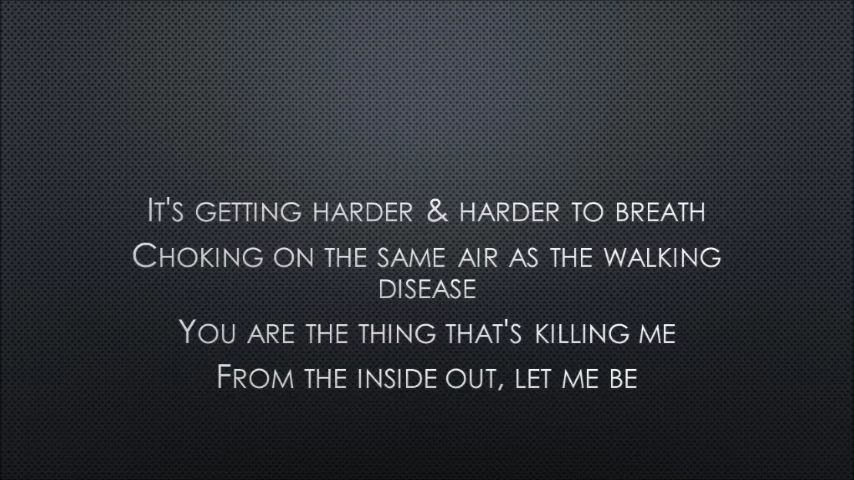 It's getting harder & harder to breath
Choking on the same air as the walking
disease
You are the thing that's killing me
From the inside out, let me be